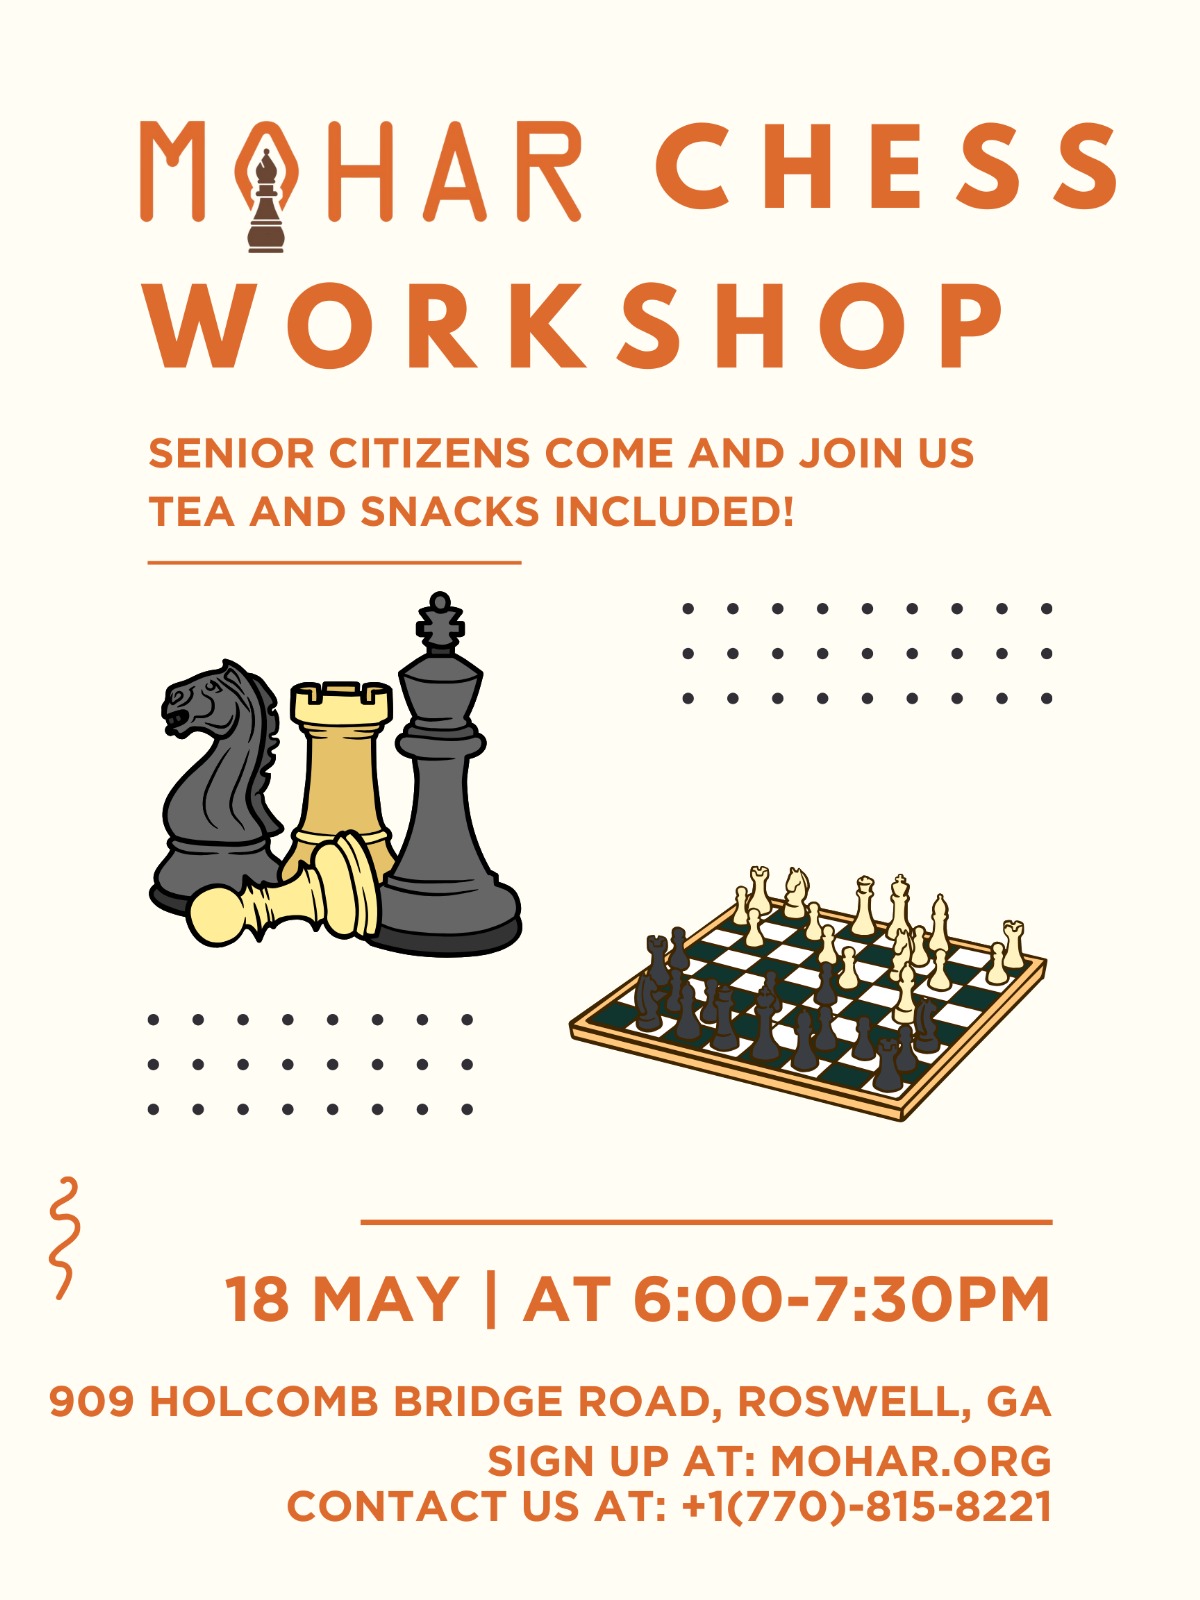 MOHAR CHESS
WORKSHOP
SENIOR CITIZENS COME AND JOIN US
TEA AND SNACKS INCLUDED!
18 MAY | AT 6:00-7:30PM
909 HOLCOMB BRIDGE ROAD, ROSWELL, GA
SIGN UP AT: MOHAR.ORG
CONTACT US AT: +1(770)-815-8221